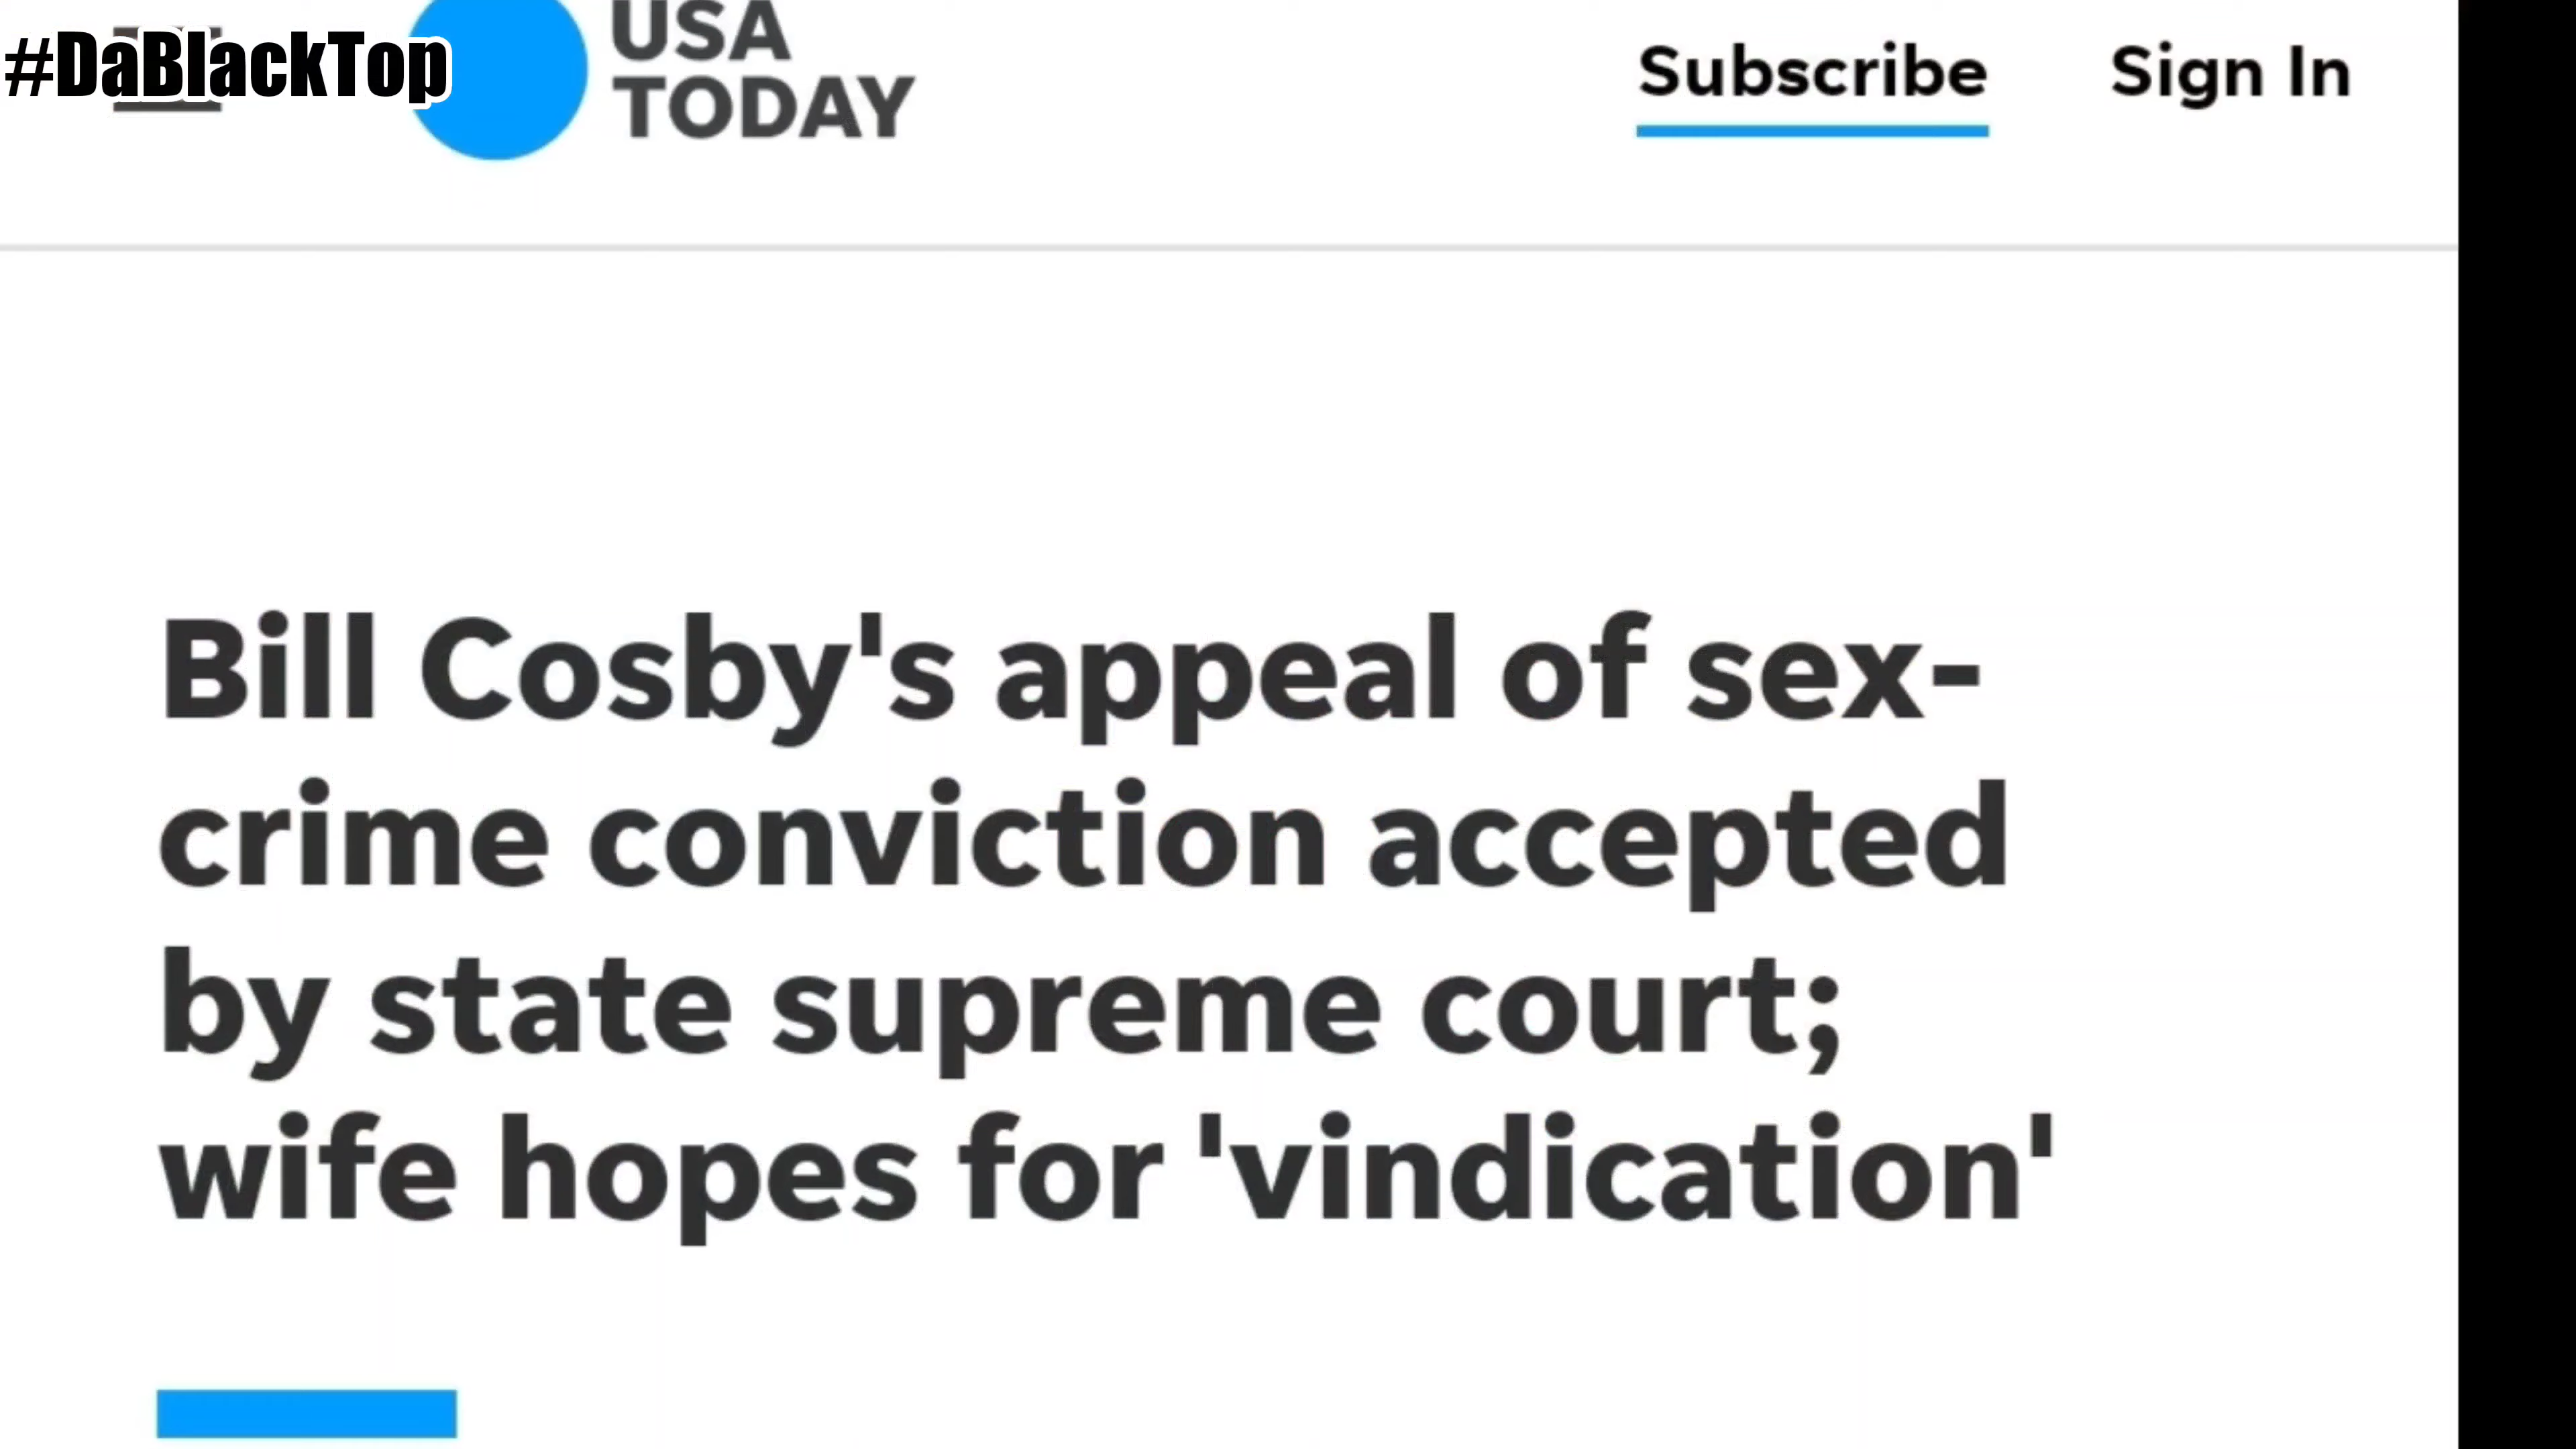 #DaBlackTop
USA
TODAY
Subscribe
Sign In
Bill Cosby's appeal of sex-
crime conviction accepted
by state supreme court;
wife hopes for 'vindication'